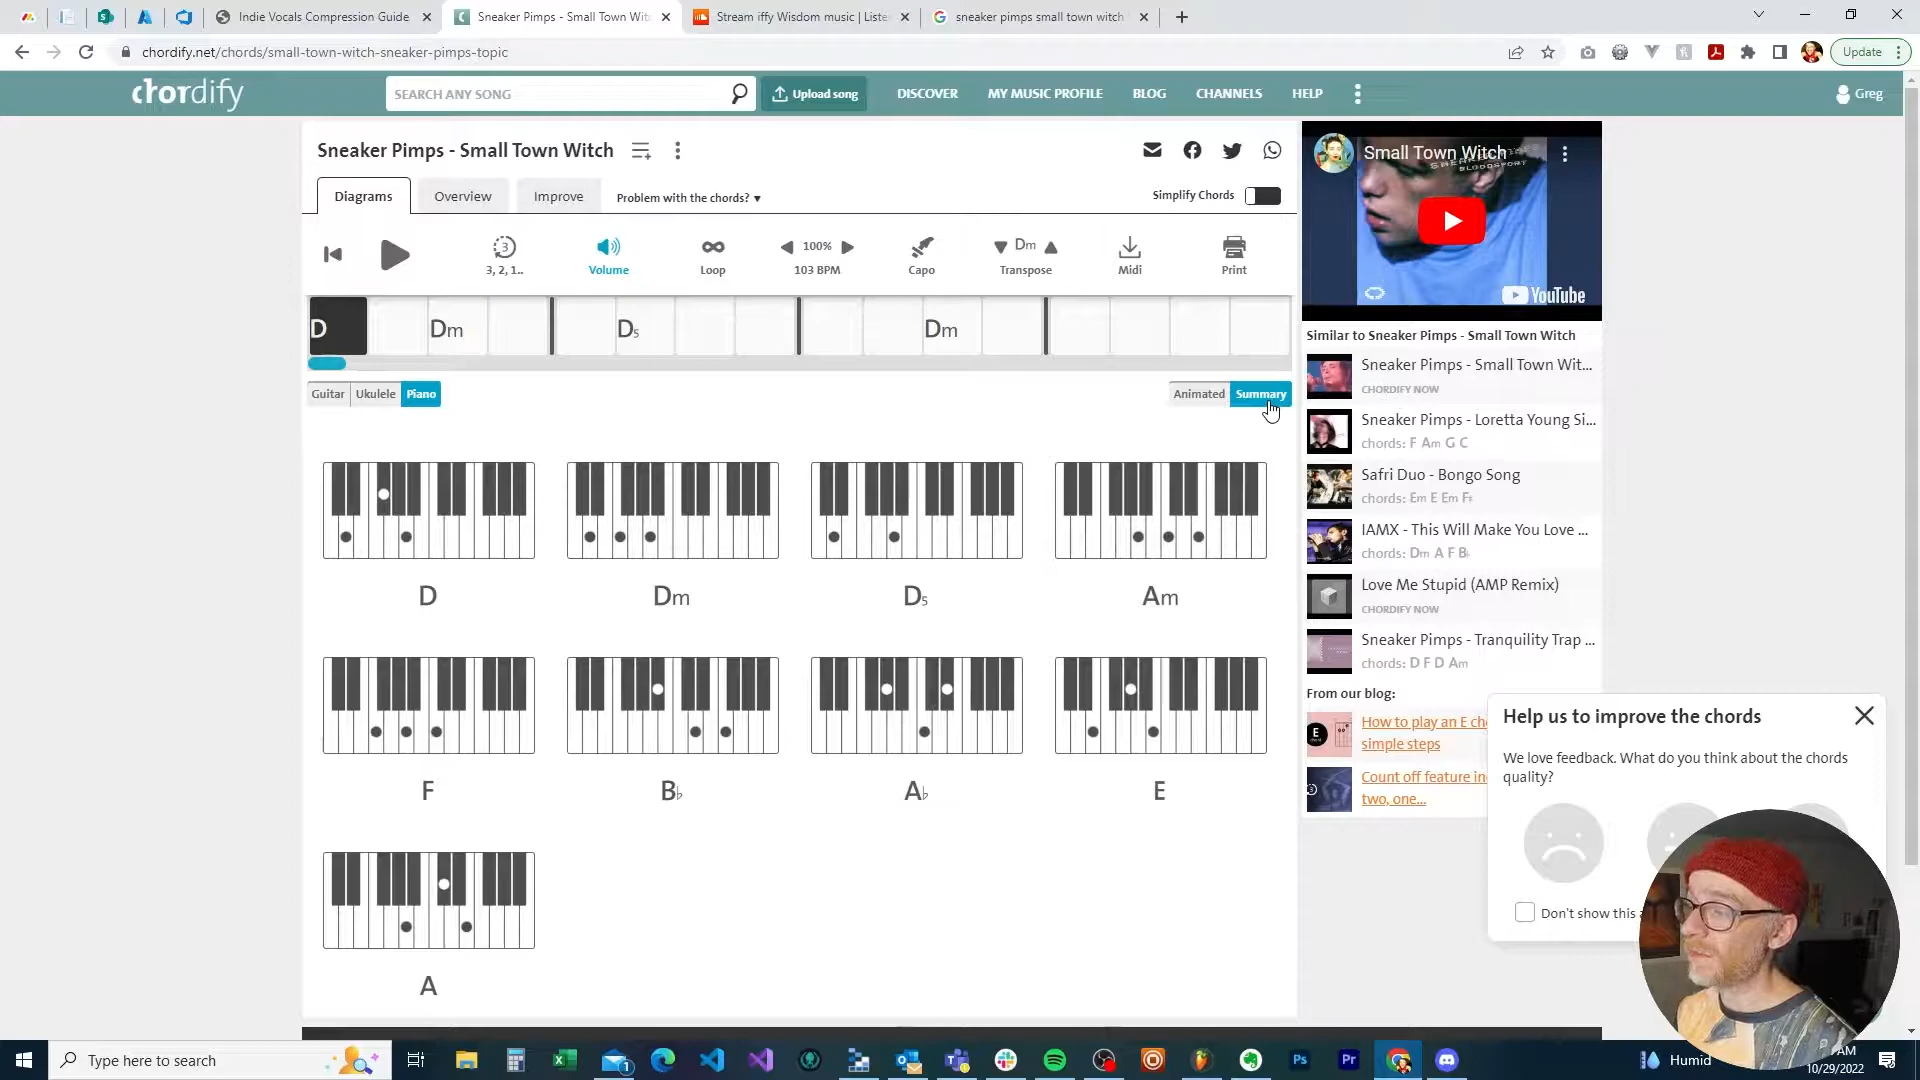 Indie Vocals Compression Guide
Sneaker Pimps - Small Town Wit
Stream iffy Wisdom music | Liste
sneaker pimps small town witch
chordify.net/chords/small-town-witch-sneaker-pimps-topic
Update
chordify
SEARCH ANY SONG
Upload song
DISCOVER
MY MUSIC PROFILE
BLOG
CHANNELS
HELP
Greg
Sneaker Pimps - Small Town Witch
Diagrams
Overview
Improve
Problem with the chords? ▾
Simplify Chords
3
3, 2, 1..
Volume
Loop
100%
103 BPM
Capo
Dm
Transpose
Midi
Print
D
Dm
D5
Dm
Guitar
Ukulele
Piano
Animated
Summary
D
Dm
D5
Am
F
B♭
A♭
E
A
Small Town Witch
SNEAKER PIMPS
BLOODSPORT
YouTube
Similar to Sneaker Pimps - Small Town Witch
Sneaker Pimps - Small Town Wit...
CHORDIFY NOW
Sneaker Pimps - Loretta Young Si...
chords: F Am G C
Safri Duo - Bongo Song
chords: Em E Em F♯
IAMX - This Will Make You Love ...
chords: Dm A F B♭
Love Me Stupid (AMP Remix)
CHORDIFY NOW
Sneaker Pimps - Tranquility Trap ...
chords: D F D Am
From our blog:
How to play an E ch
simple steps
Count off feature in
two, one...
Help us to improve the chords
We love feedback. What do you think about the chords
quality?
Don't show this a
Type here to search
Humid
AM
10/29/2022